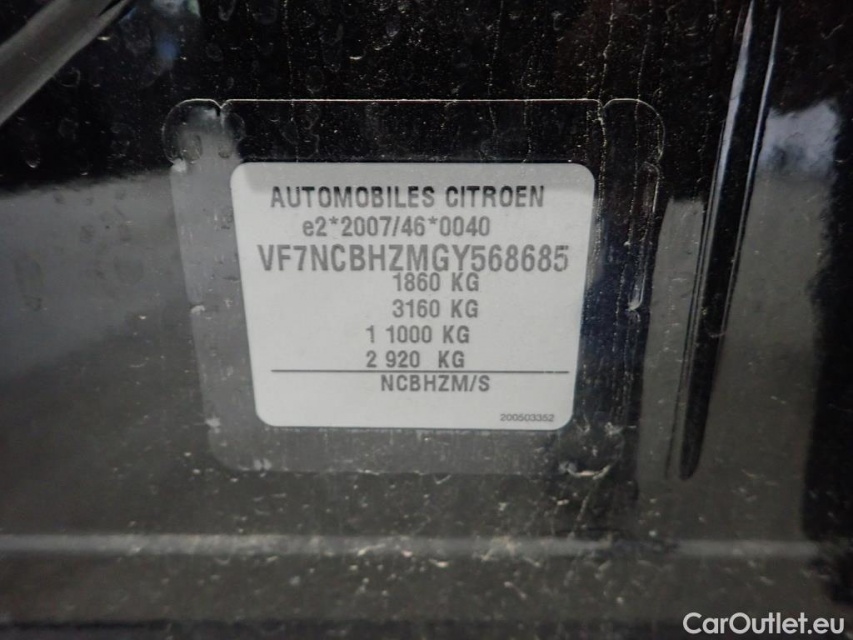 AUTOMOBILES CITROEN
e2*2007/46*0040
VF7NCBHZMGY568685
1860 KG
3160 KG
1 1000 KG
2 920 KG
NCBHZM/S
200503352
CarOutlet.eu